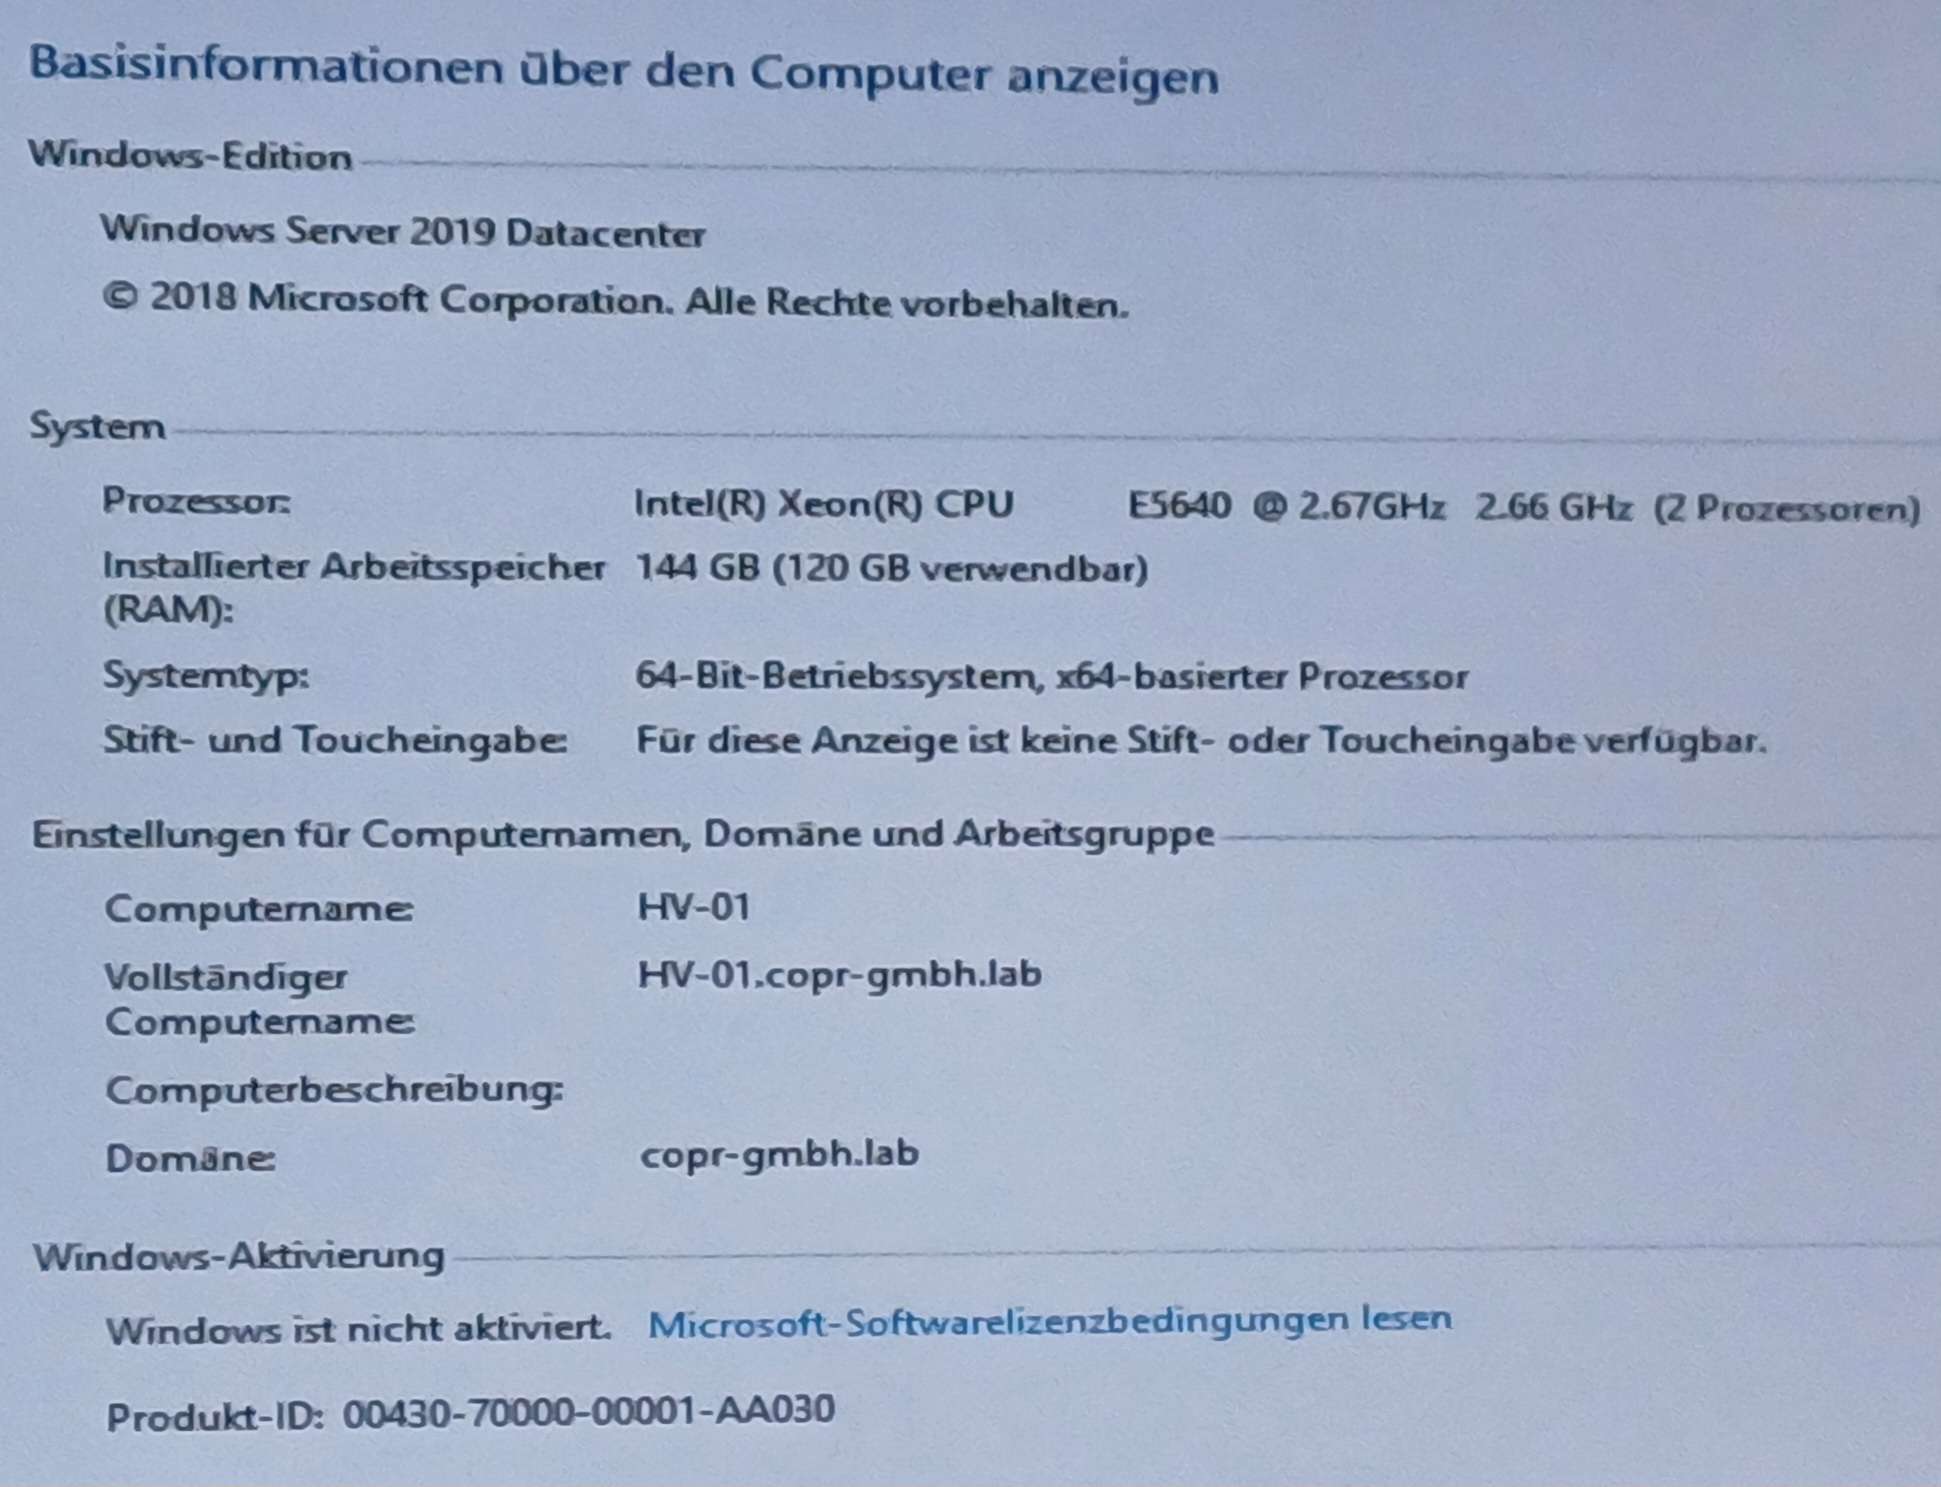 Basisinformationen über den Computer anzeigen
Windows-Edition
Windows Server 2019 Datacenter
© 2018 Microsoft Corporation. Alle Rechte vorbehalten.
System
Prozessor: Intel(R) Xeon(R) CPU E5640 @ 2.67GHz 2.66 GHz (2 Prozessoren)
Installierter Arbeitsspeicher 144 GB (120 GB verwendbar)
(RAM):
Systemtyp: 64-Bit-Betriebssystem, x64-basierter Prozessor
Stift- und Toucheingabe: Für diese Anzeige ist keine Stift- oder Toucheingabe verfügbar.
Einstellungen für Computernamen, Domäne und Arbeitsgruppe
Computername: HV-01
Vollständiger HV-01.copr-gmbh.lab
Computername:
Computerbeschreibung:
Domäne: copr-gmbh.lab
Windows-Aktivierung
Windows ist nicht aktiviert. Microsoft-Softwarelizenzbedingungen lesen
Produkt-ID: 00430-70000-00001-AA030